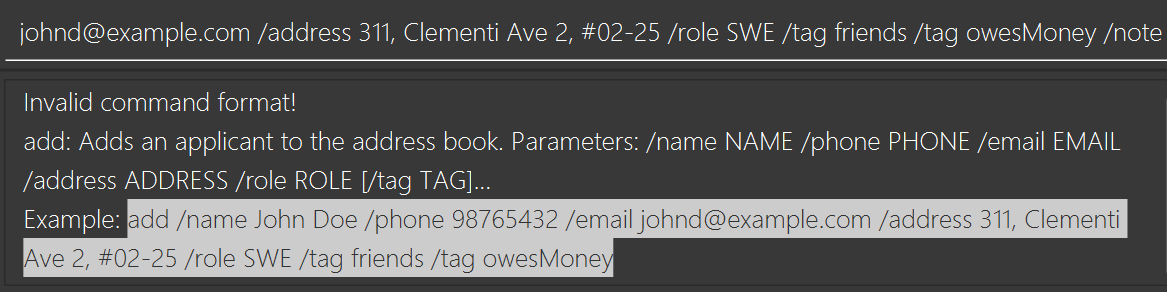 johnd@example.com /address 311, Clementi Ave 2, #02-25 /role SWE /tag friends /tag owesMoney /note
Invalid command format!
add: Adds an applicant to the address book. Parameters: /name NAME /phone PHONE /email EMAIL
/address ADDRESS /role ROLE [/tag TAG]...
Example: add /name John Doe /phone 98765432 /email johnd@example.com /address 311, Clementi
Ave 2, #02-25 /role SWE /tag friends /tag owesMoney